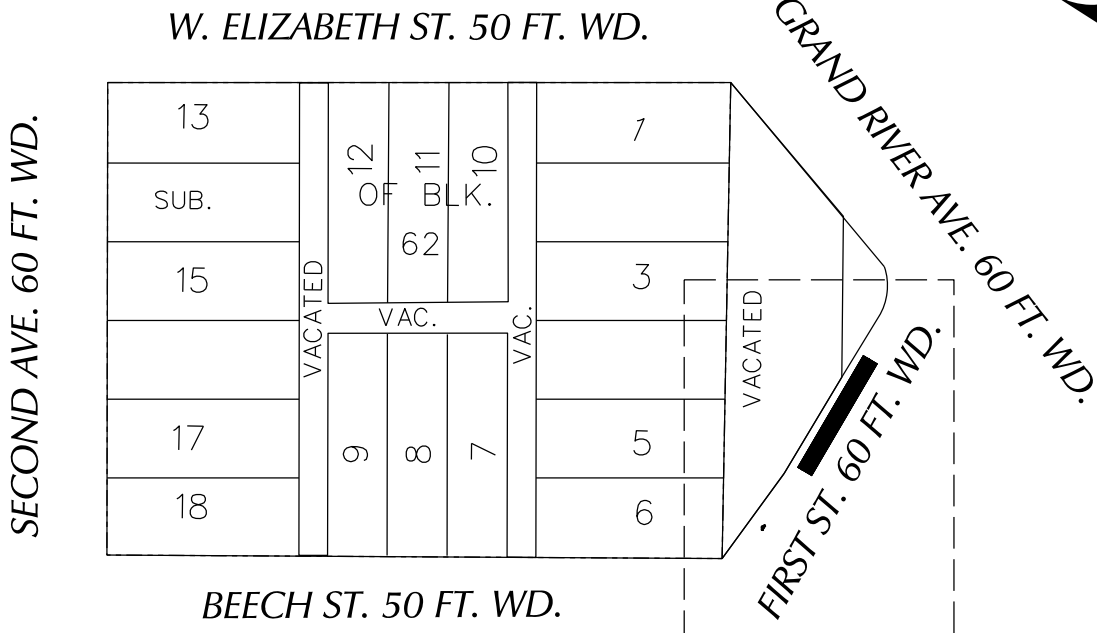 W. ELIZABETH ST. 50 FT. WD.
GRAND RIVER AVE. 60 FT. WD.
SECOND AVE. 60 FT. WD.
13
12
11
10
1
SUB.
OF BLK.
62
15
3
VACATED
VAC.
VAC.
VACATED
FIRST ST. 60 FT. WD.
17
9
8
7
5
18
6
BEECH ST. 50 FT. WD.